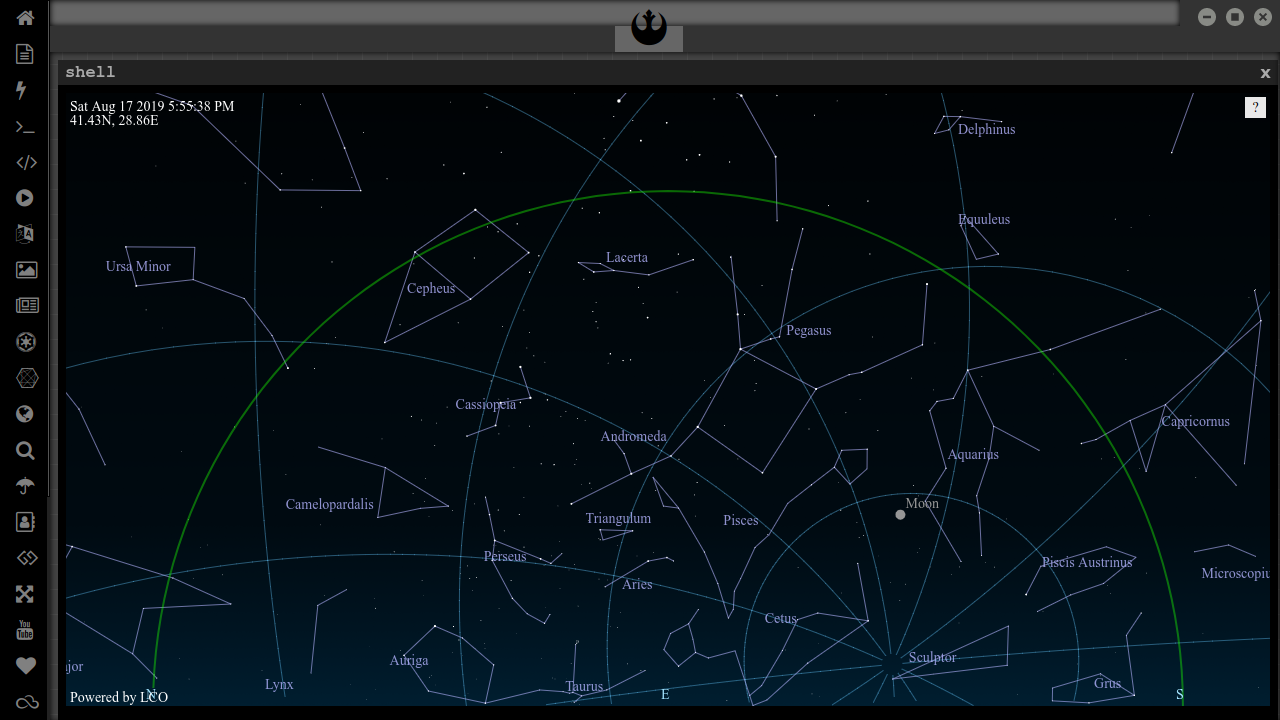 shell
x
Sat Aug 17 2019 5:55:38 PM
41.43N, 28.86E
?
Delphinus
Equuleus
Lacerta
Ursa Minor
Cepheus
Pegasus
Cassiopeia
Capricornus
Andromeda
Aquarius
Camelopardalis
Moon
Triangulum
Pisces
Perseus
Piscis Austrinus
Microscopiu
Aries
Cetus
Sculptor
Auriga
jor
Lynx
Taurus
Grus
Powered by LCO
N
E
S
You
Tube